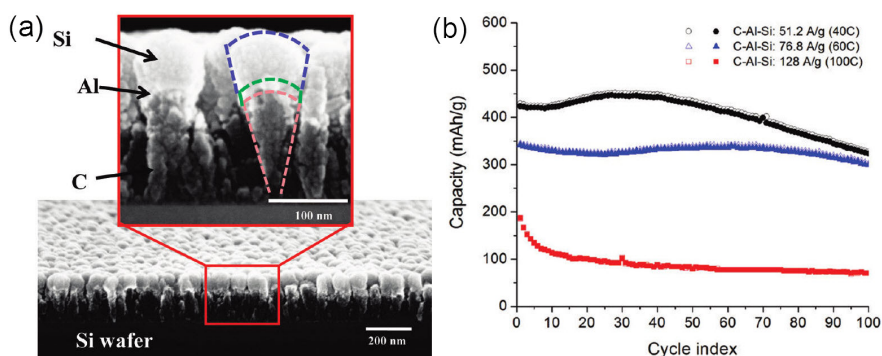 (a)
Si
Al
C
100 nm
Si wafer
200 nm
(b)
600
500
400
300
200
100
0
Capacity (mAh/g)
C-Al-Si: 51.2 A/g (40C)
C-Al-Si: 76.8 A/g (60C)
C-Al-Si: 128 A/g (100C)
0 10 20 30 40 50 60 70 80 90 100
Cycle index